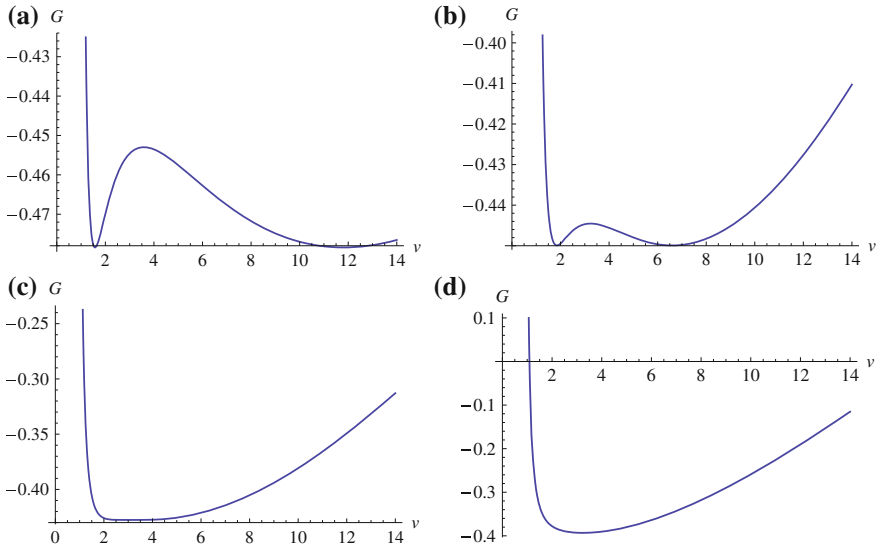 (a) G
−0.43
−0.44
−0.45
−0.46
−0.47
2 4 6 8 10 12 14 v
(b) G
−0.40
−0.41
−0.42
−0.43
−0.44
2 4 6 8 10 12 14 v
(c) G
−0.25
−0.30
−0.35
−0.40
0 2 4 6 8 10 12 14 v
(d) G
0.1
2 4 6 8 10 12 14 v
−0.1
−0.2
−0.3
−0.4